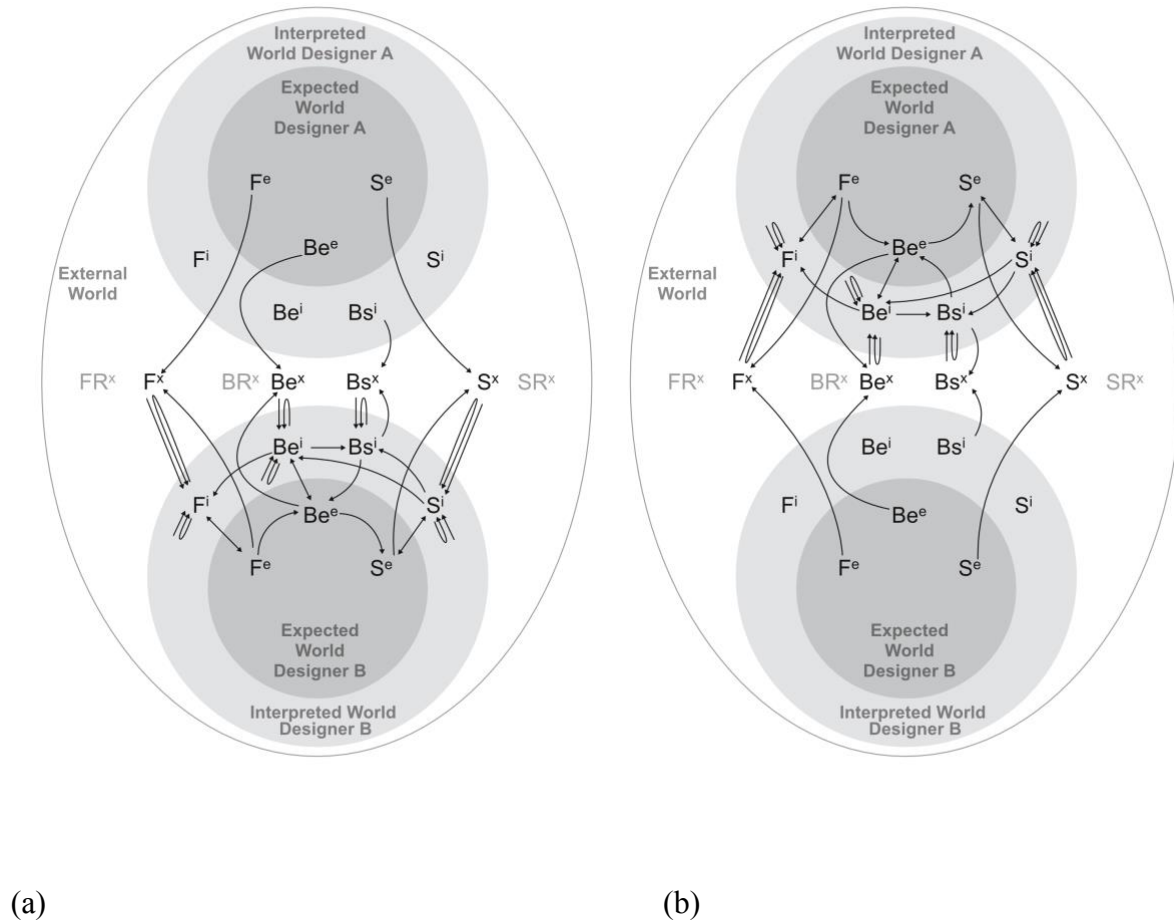 Interpreted
World Designer A
Expected
World
Designer A
Fᵉ Sᵉ
Beᵉ
Fⁱ Sⁱ
External
World
Beⁱ Bsⁱ
FRˣ Fˣ BRˣ Beˣ Bsˣ Sˣ SRˣ
Beⁱ Bsⁱ
Fⁱ Sⁱ
Beᵉ
Fᵉ Sᵉ
Expected
World
Designer B
Interpreted World
Designer B
(a)
Interpreted
World Designer A
Expected
World
Designer A
Fᵉ Sᵉ
Beᵉ
Fⁱ Sⁱ
External
World
Beⁱ Bsⁱ
FRˣ Fˣ BRˣ Beˣ Bsˣ Sˣ SRˣ
Beⁱ Bsⁱ
Fⁱ Sⁱ
Beᵉ
Fᵉ Sᵉ
Expected
World
Designer B
Interpreted World
Designer B
(b)